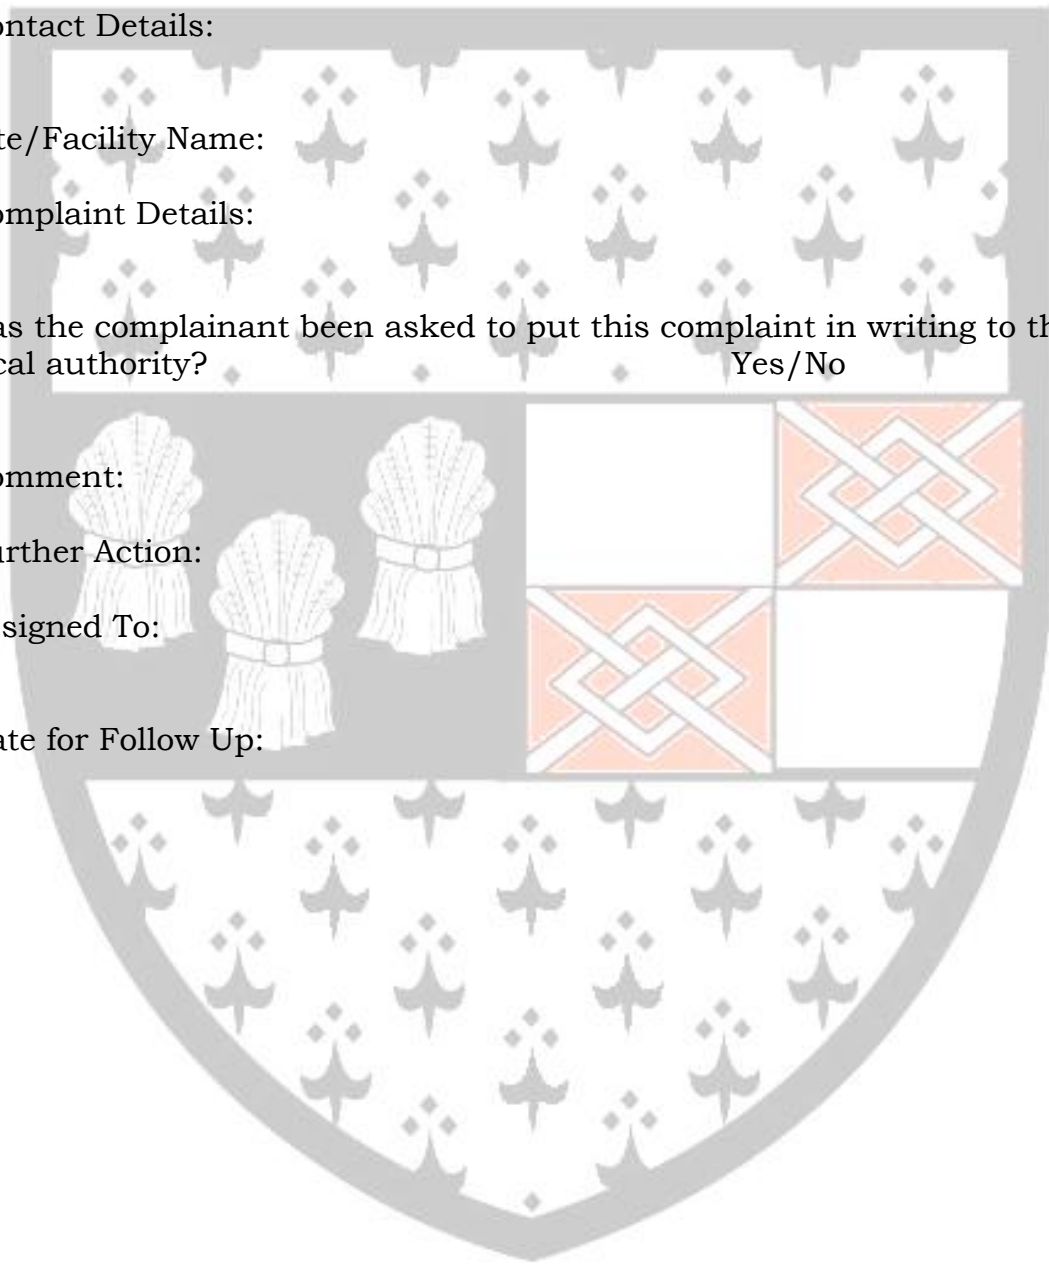 ontact Details:
te/Facility Name:
omplaint Details:
as the complainant been asked to put this complaint in writing to th
cal authority? Yes/No
omment:
urther Action:
signed To:
ate for Follow Up: